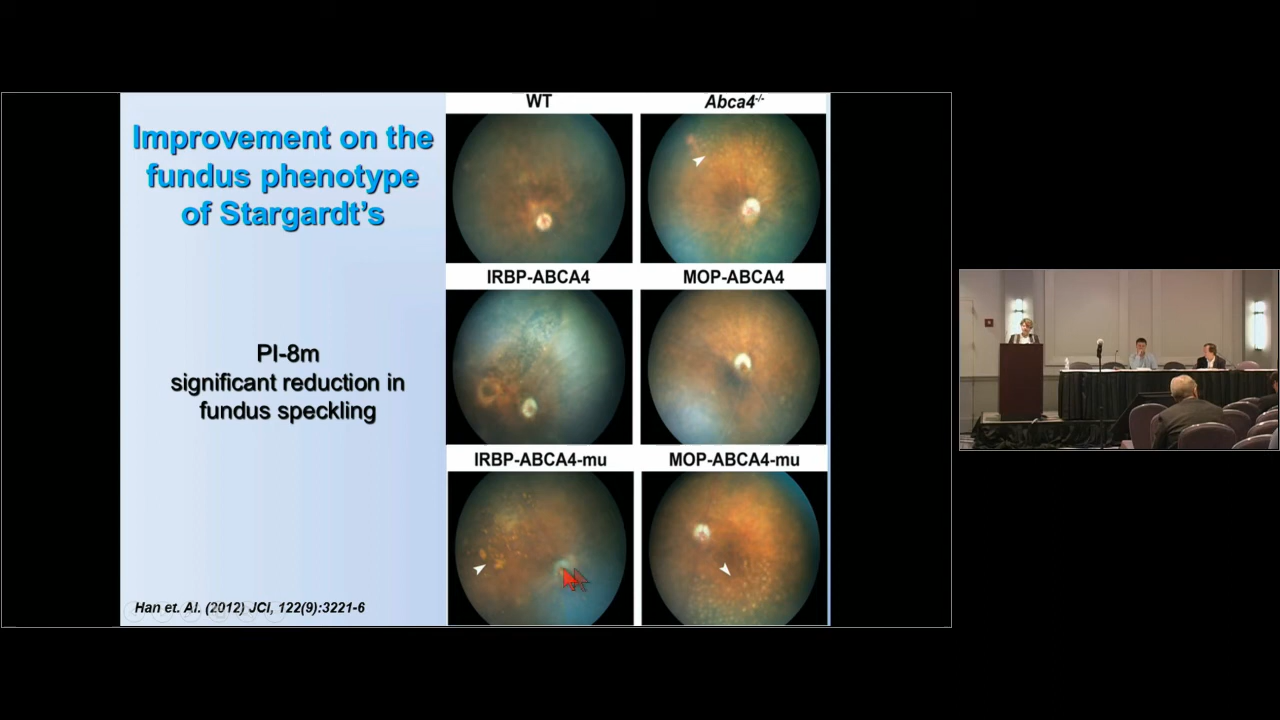 Improvement on the
fundus phenotype
of Stargardt's
PI-8m
significant reduction in
fundus speckling
Han et. Al. (2012) JCI, 122(9):3221-6
WT
Abca4-/-
IRBP-ABCA4
MOP-ABCA4
IRBP-ABCA4-mu
MOP-ABCA4-mu